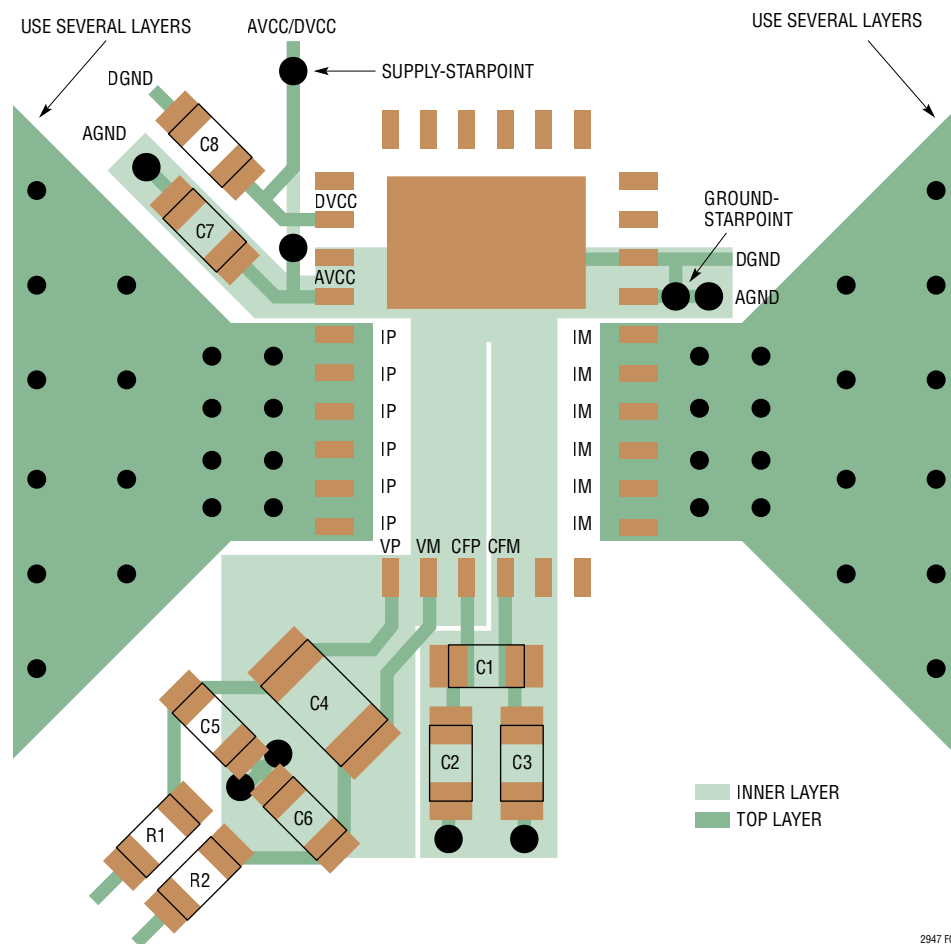 USE SEVERAL LAYERS
AVCC/DVCC
USE SEVERAL LAYERS
SUPPLY-STARPOINT
DGND
AGND
C8
C7
DVCC
AVCC
GROUND-
STARPOINT
DGND
AGND
IP
IM
IP
IM
IP
IM
IP
IM
IP
IM
IP
IM
VP
VM
CFP
CFM
C1
C4
C5
C2
C3
C6
R1
R2
INNER LAYER
TOP LAYER
2947